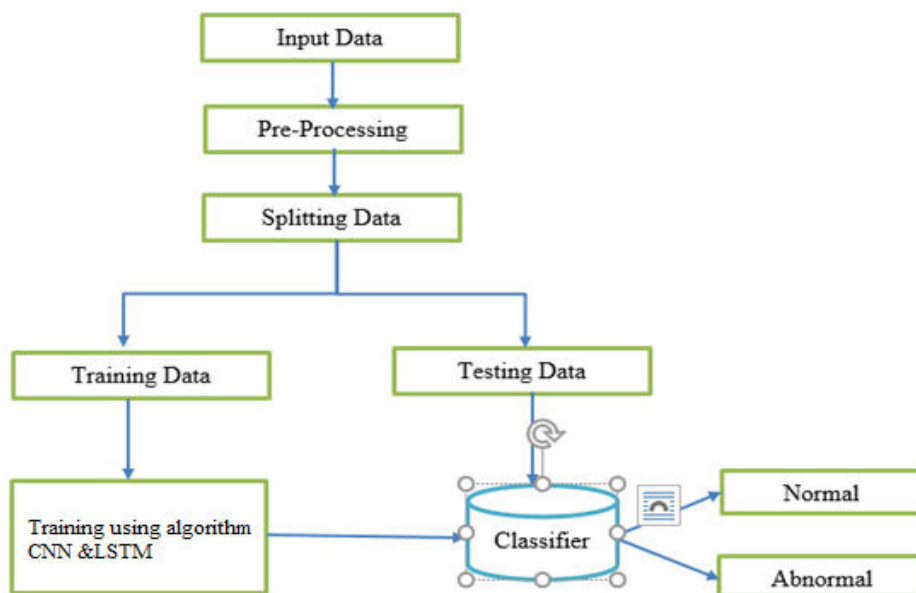 Input Data
Pre-Processing
Splitting Data
Training Data
Testing Data
Training using algorithm
CNN &LSTM
Classifier
Normal
Abnormal